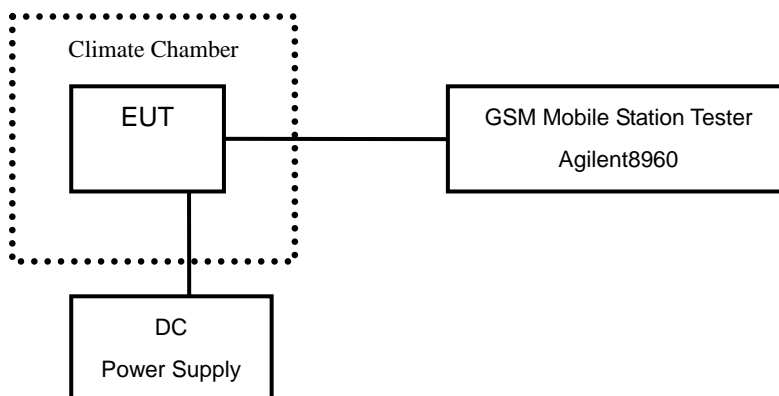 Climate Chamber
EUT
GSM Mobile Station Tester
Agilent8960
DC
Power Supply